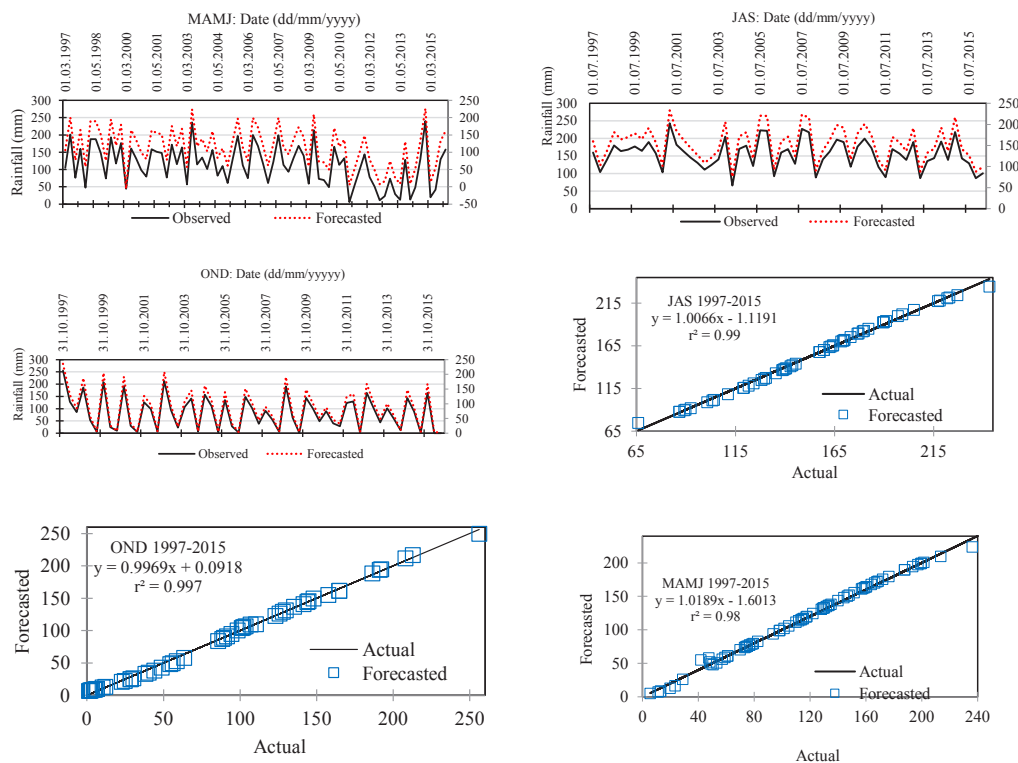 MAMJ: Date (dd/mm/yyyy)
01.03.1997
01.05.1998
01.03.2000
01.05.2001
01.03.2003
01.05.2004
01.03.2006
01.05.2007
01.03.2009
01.05.2010
01.03.2012
01.05.2013
01.03.2015
Rainfall (mm)
300
250
200
150
100
50
0
250
200
150
100
50
0
-50
Observed
Forecasted
JAS: Date (dd/mm/yyyy)
01.07.1997
01.07.1999
01.07.2001
01.07.2003
01.07.2005
01.07.2007
01.07.2009
01.07.2011
01.07.2013
01.07.2015
Rainfall (mm)
300
250
200
150
100
50
0
250
200
150
100
50
0
Observed
Forecasted
OND: Date (dd/mm/yyyyy)
31.10.1997
31.10.1999
31.10.2001
31.10.2003
31.10.2005
31.10.2007
31.10.2009
31.10.2011
31.10.2013
31.10.2015
Rainfall (mm)
300
250
200
150
100
50
0
250
200
150
100
50
0
Observed
Forecasted
JAS 1997-2015
y = 1.0066x - 1.1191
r² = 0.99
Forecasted
215
165
115
65
Actual
Forecasted
65 115 165 215
Actual
OND 1997-2015
y = 0.9969x + 0.0918
r² = 0.997
Forecasted
250
200
150
100
50
0
Actual
Forecasted
0 50 100 150 200 250
Actual
MAMJ 1997-2015
y = 1.0189x - 1.6013
r² = 0.98
Forecasted
200
150
100
50
0
Actual
Forecasted
0 40 80 120 160 200 240
Actual